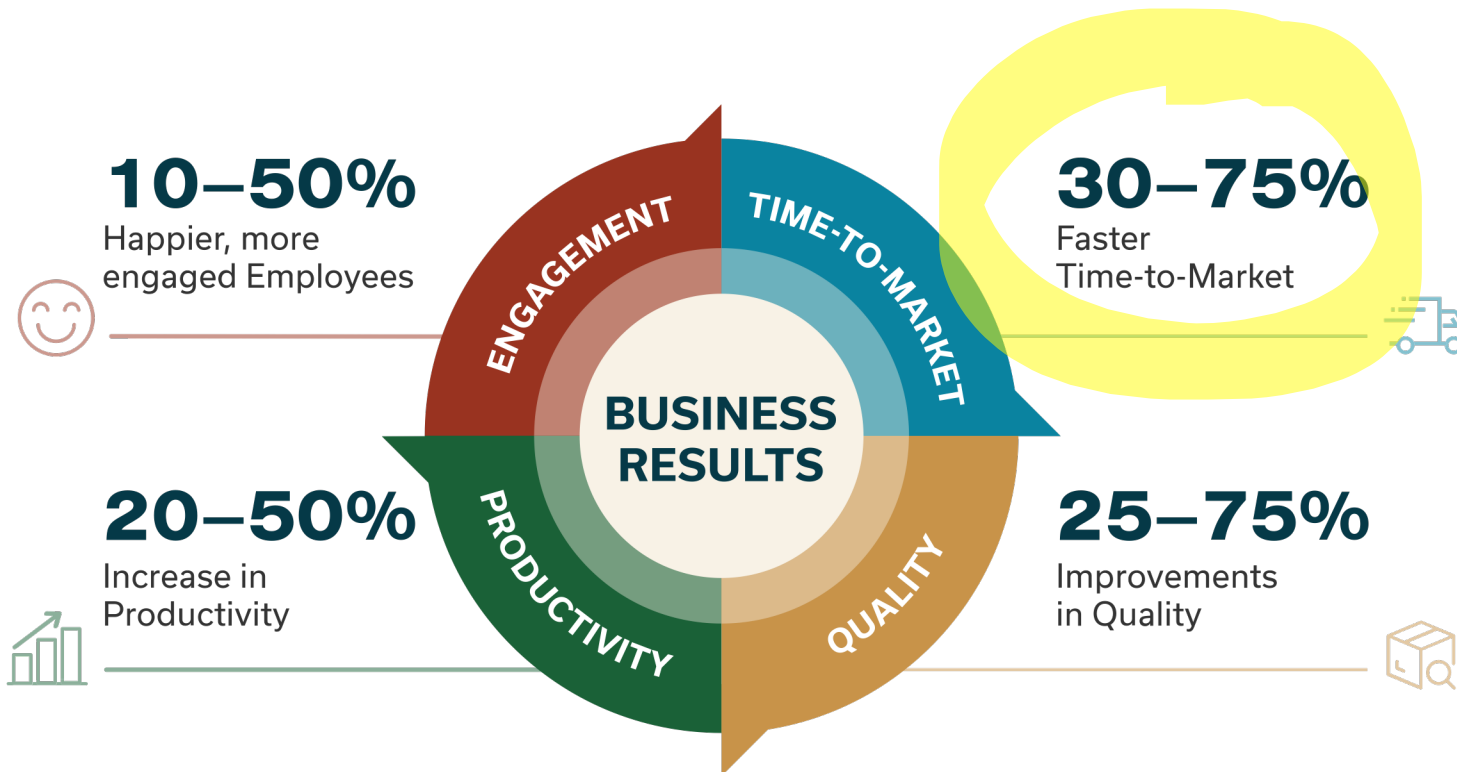 10–50%
Happier, more
engaged Employees
ENGAGEMENT
TIME-TO-MARKET
30–75%
Faster
Time-to-Market
BUSINESS
RESULTS
20–50%
Increase in
Productivity
PRODUCTIVITY
QUALITY
25–75%
Improvements
in Quality